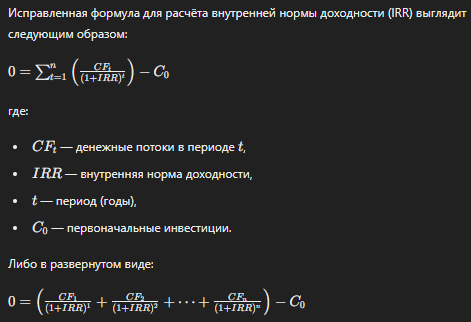 Исправленная формула для расчёта внутренней нормы доходности (IRR) выглядит
следующим образом:
$0 = \sum_{t=1}^{n} \left( \frac{CF_t}{(1+IRR)^t} \right) - C_0$
где:
• $CF_t$ — денежные потоки в периоде $t$,
• $IRR$ — внутренняя норма доходности,
• $t$ — период (годы),
• $C_0$ — первоначальные инвестиции.
Либо в развернутом виде:
$0 = \left( \frac{CF_1}{(1+IRR)^1} + \frac{CF_2}{(1+IRR)^2} + \cdots + \frac{CF_n}{(1+IRR)^n} \right) - C_0$